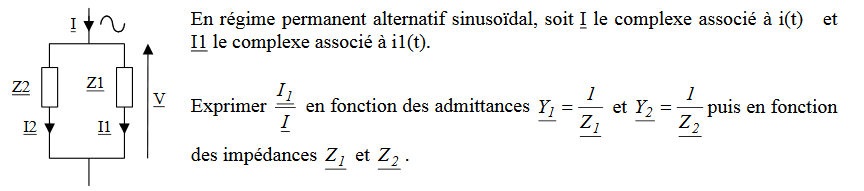 I
En régime permanent alternatif sinusoïdal, soit I le complexe associé à i(t) et
I1 le complexe associé à i1(t).
Z2 Z1 V
I2 I1
Exprimer I1/I en fonction des admittances Y1 = 1/Z1 et Y2 = 1/Z2 puis en fonction
des impédances Z1 et Z2 .